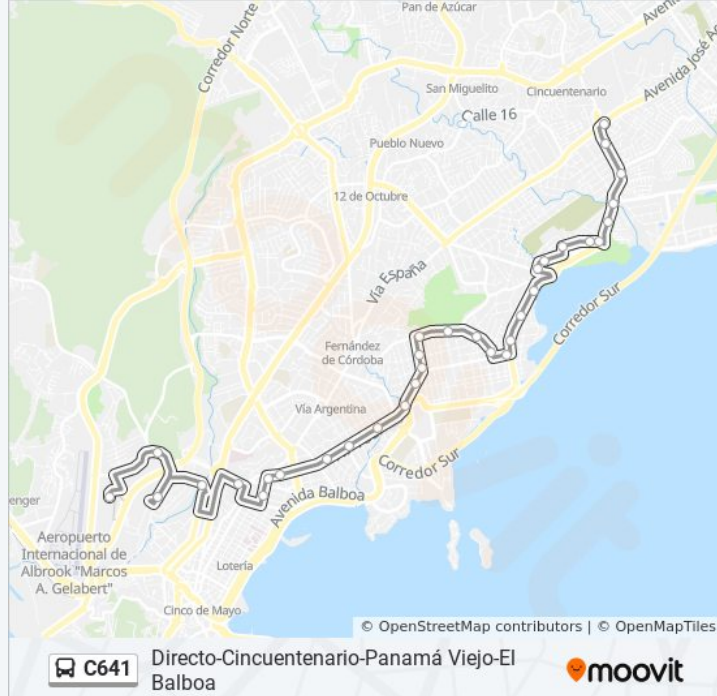 Pan de Azúcar
Aveni
Corredor Norte
San Miguelito
Cincuentenario
Avenida José A
Calle 16
Pueblo Nuevo
12 de Octubre
Vía España
Corredor Sur
Fernández
de Córdoba
Vía Argentina
Corredor Sur
Avenida Balboa
enger
Aeropuerto
Internacional de
Albrook "Marcos
A. Gelabert"
Lotería
Cinco de Mayo
© OpenStreetMap contributors | © OpenMapTiles
C641
Directo-Cincuentenario-Panamá Viejo-El
Balboa
moovit